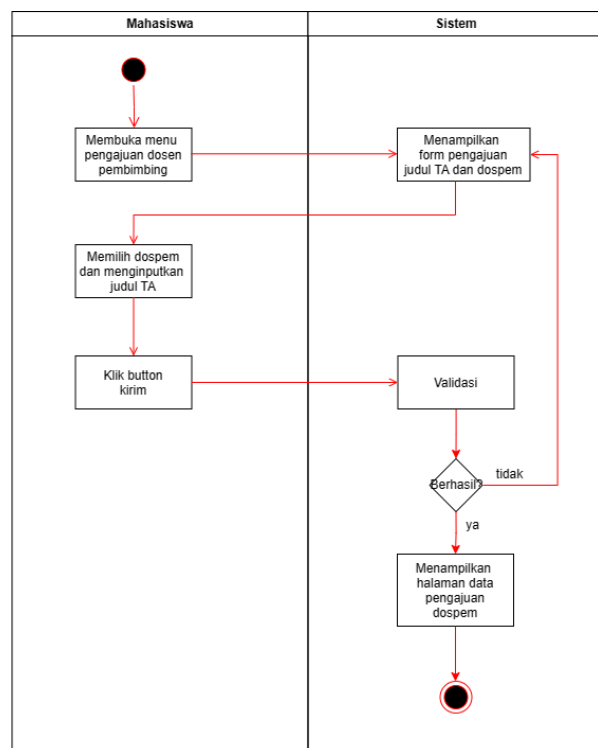 Mahasiswa
Sistem
Membuka menu
pengajuan dosen
pembimbing
Menampilkan
form pengajuan
judul TA dan dospem
Memilih dospem
dan menginputkan
judul TA
Klik button
kirim
Validasi
Berhasil?
tidak
ya
Menampilkan
halaman data
pengajuan
dospem